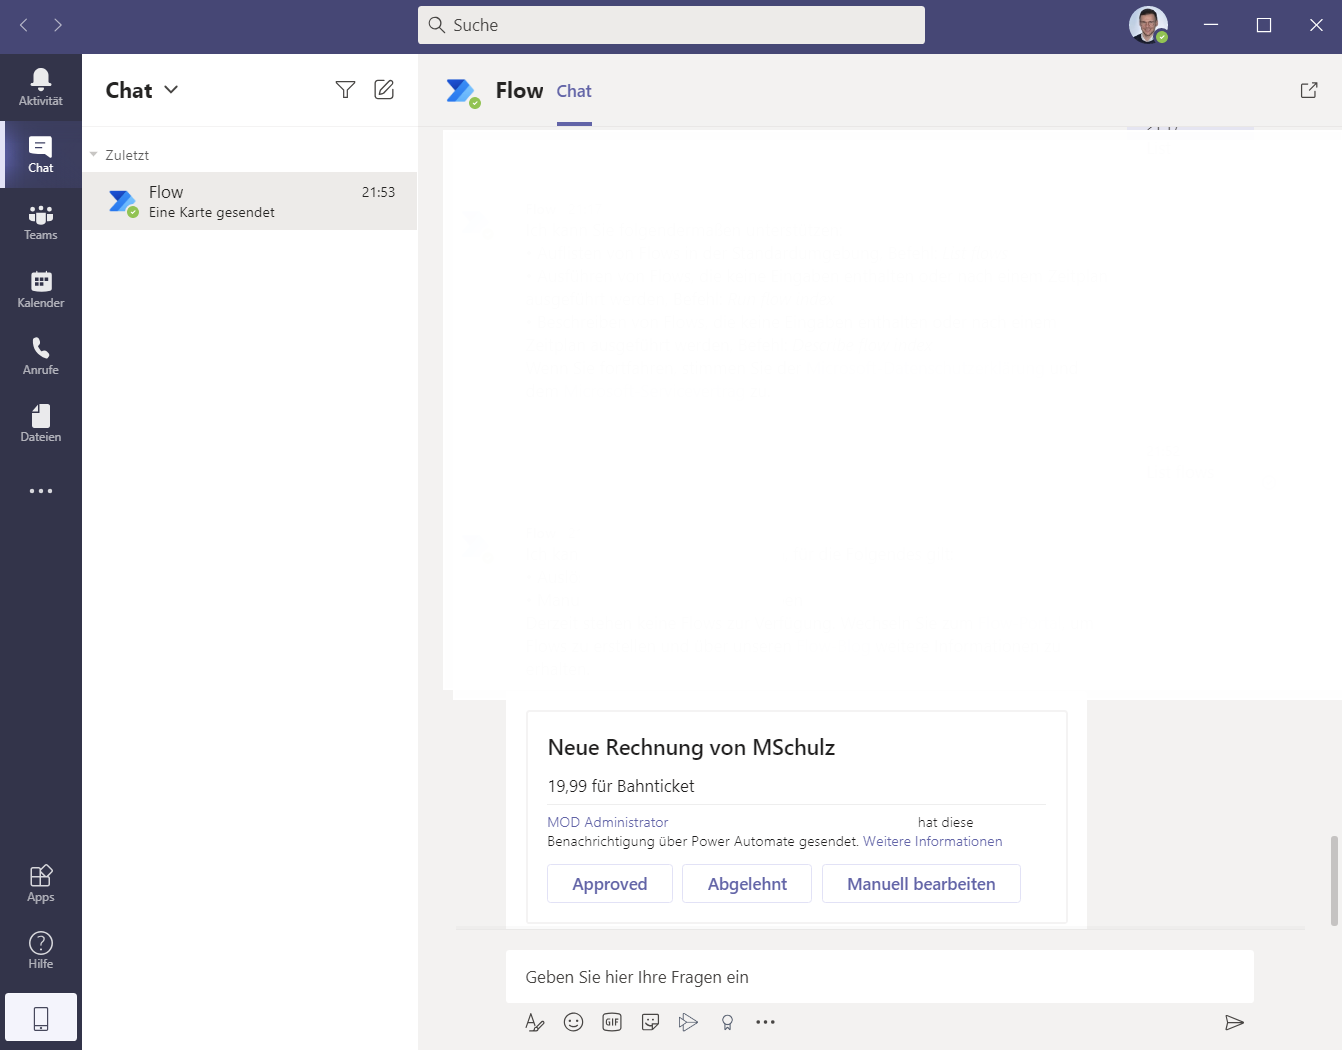 Suche
Aktivität
Chat
Teams
Kalender
Anrufe
Dateien
Apps
Hilfe
Chat
Zuletzt
Flow 21:53
Eine Karte gesendet
Flow Chat
Neue Rechnung von MSchulz
19,99 für Bahnticket
MOD Administrator hat diese
Benachrichtigung über Power Automate gesendet. Weitere Informationen
Approved Abgelehnt Manuell bearbeiten
Geben Sie hier Ihre Fragen ein
GIF